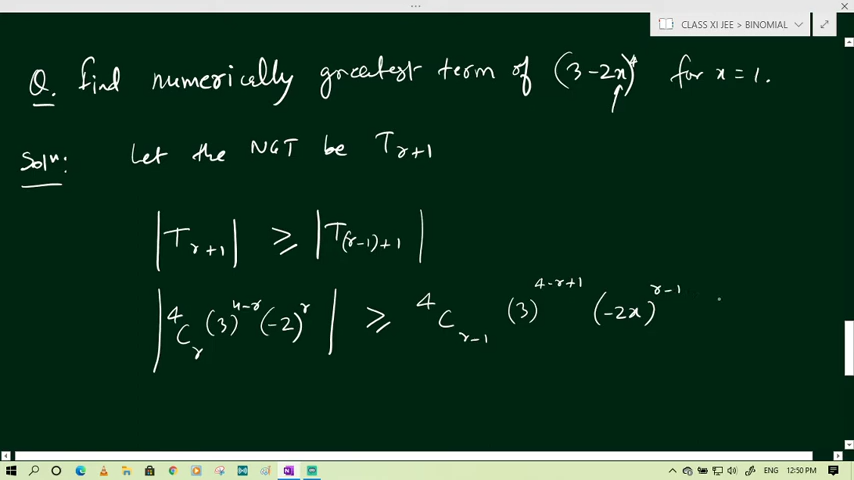 CLASS XI JEE > BINOMIAL
Q. Find numerically greatest term of (3-2x)⁴ for x = 1.
Solⁿ: Let the NGT be T_{r+1}
|T_{r+1}| ≥ |T_{(r-1)+1}|
|⁴C_r (3)^{4-r} (-2)^r| ≥ ⁴C_{r-1} (3)^{4-r+1} (-2x)^{r-1}
ENG 12:50 PM